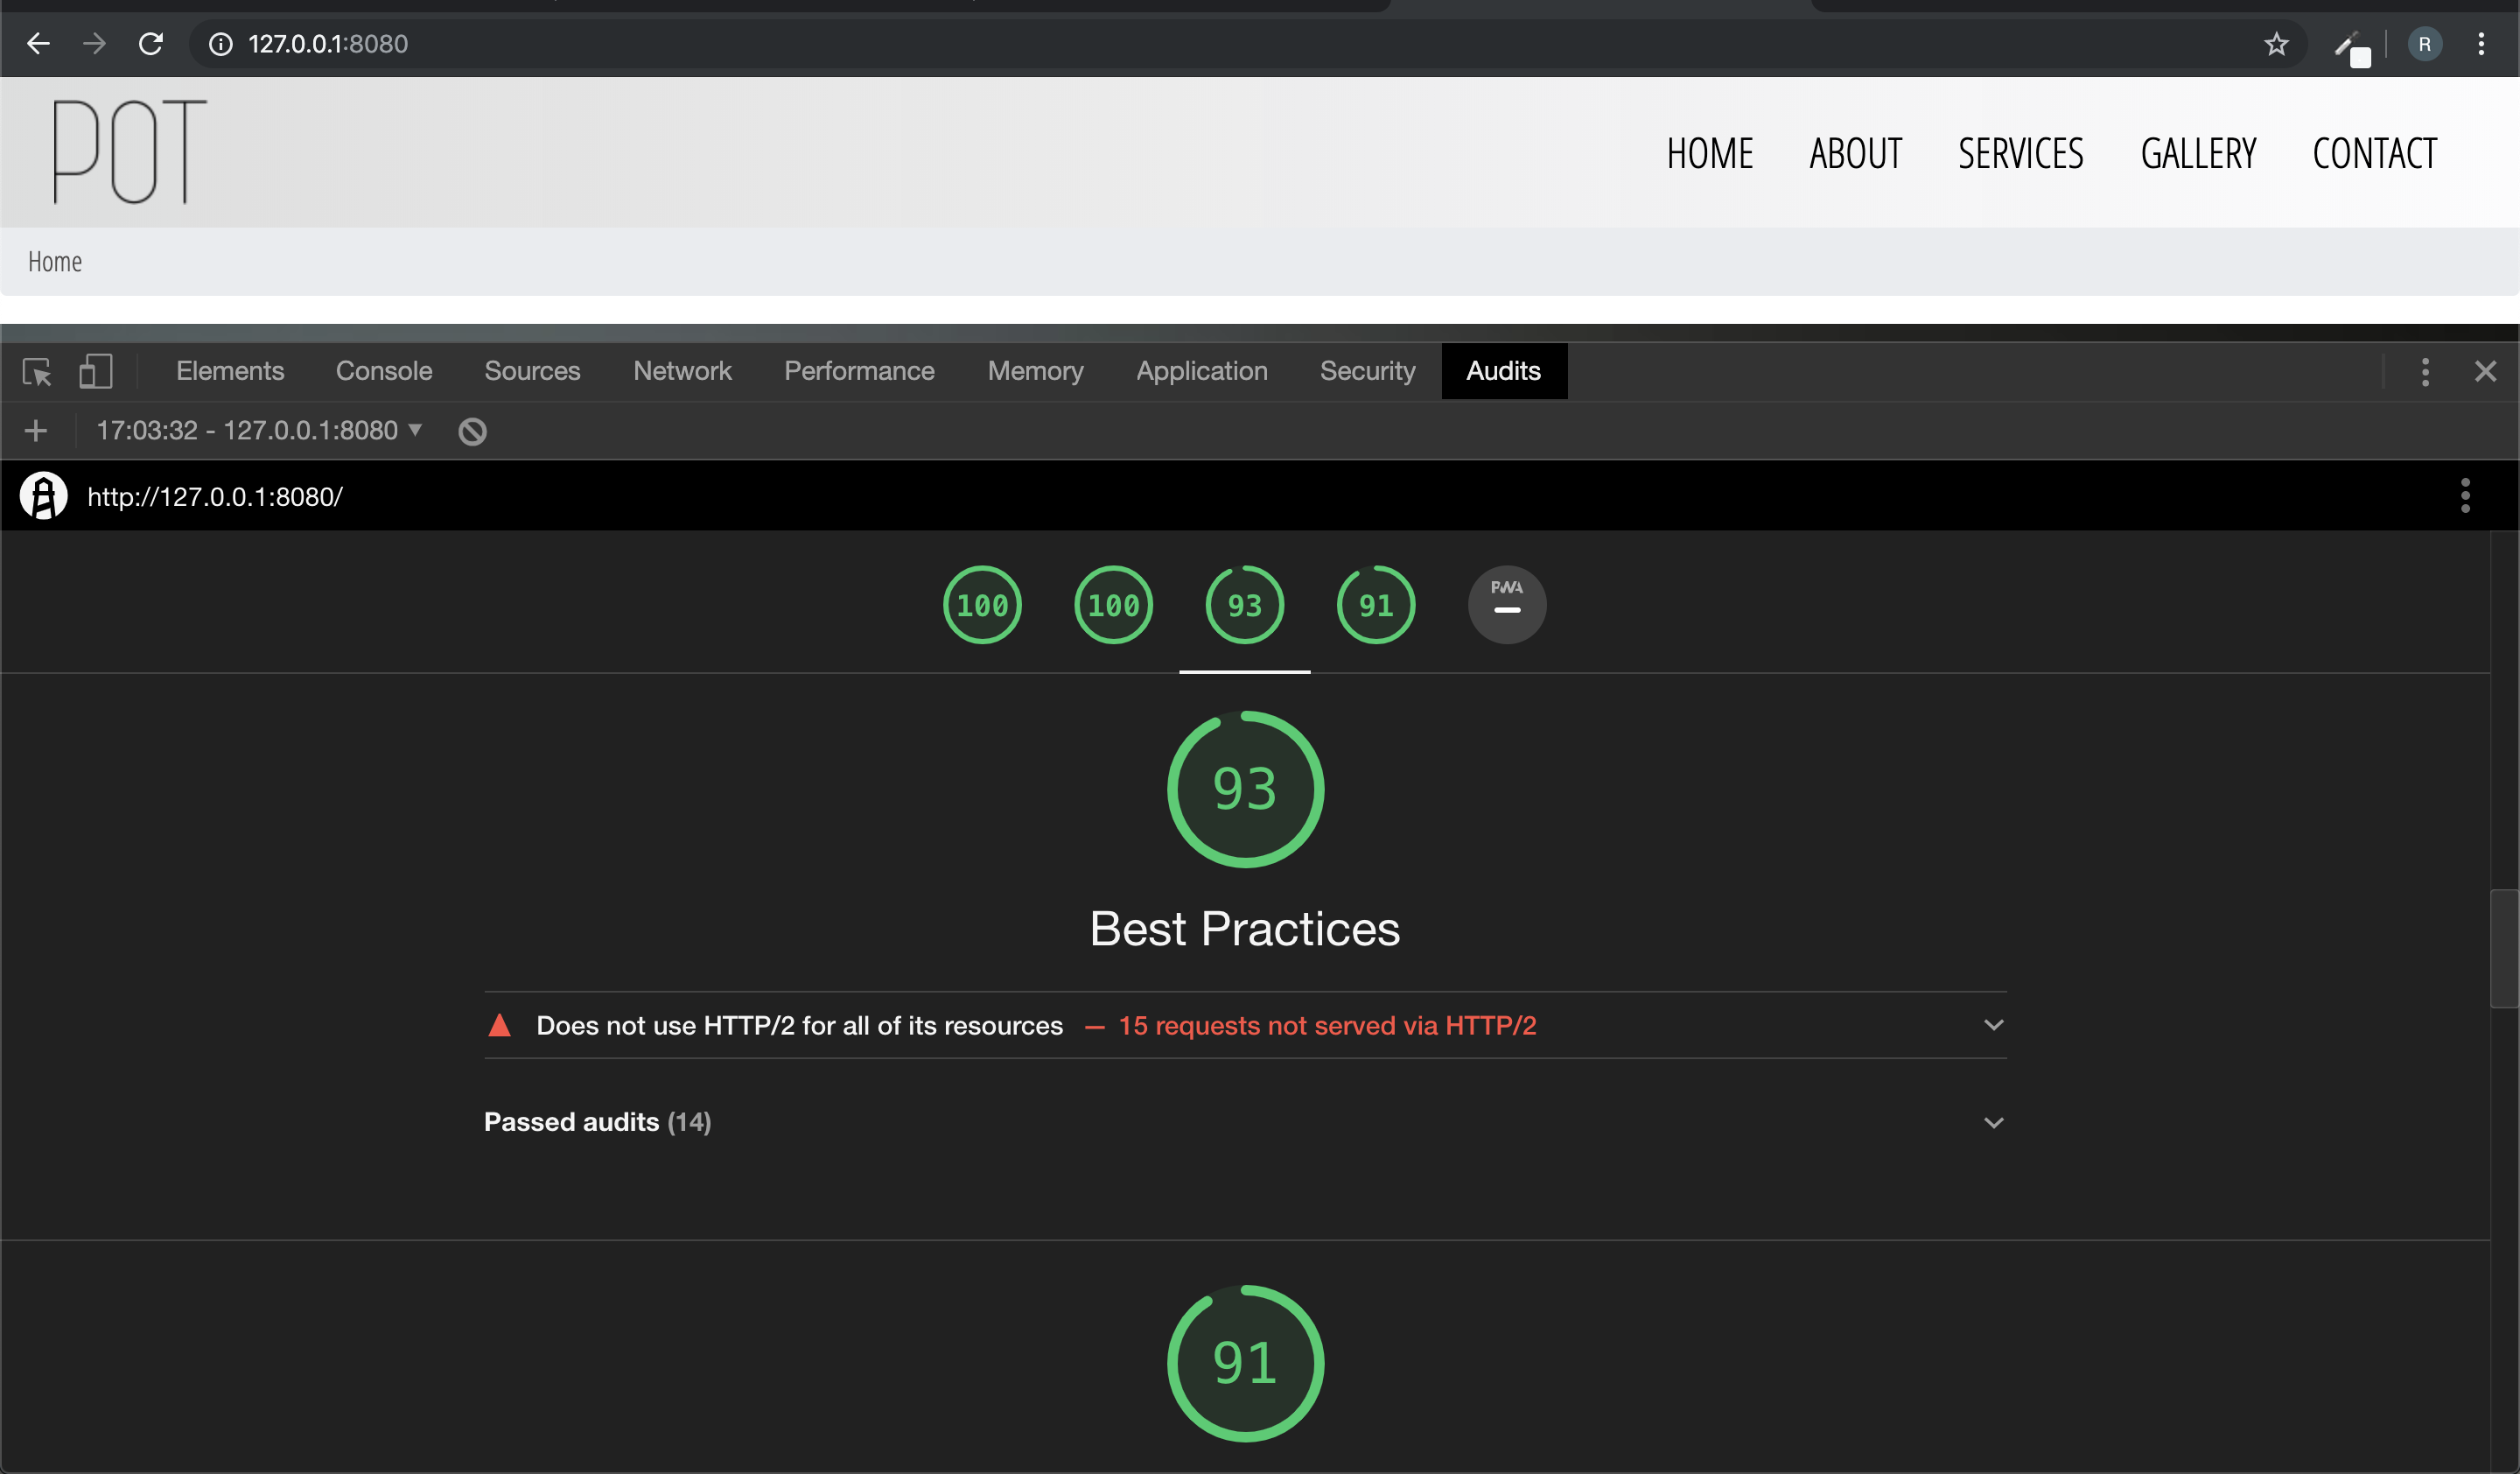 127.0.0.1:8080
R
POT
HOME ABOUT SERVICES GALLERY CONTACT
Home
Elements Console Sources Network Performance Memory Application Security Audits
17:03:32 - 127.0.0.1:8080
http://127.0.0.1:8080/
100 100 93 91 PWA
93
Best Practices
Does not use HTTP/2 for all of its resources — 15 requests not served via HTTP/2
Passed audits (14)
91